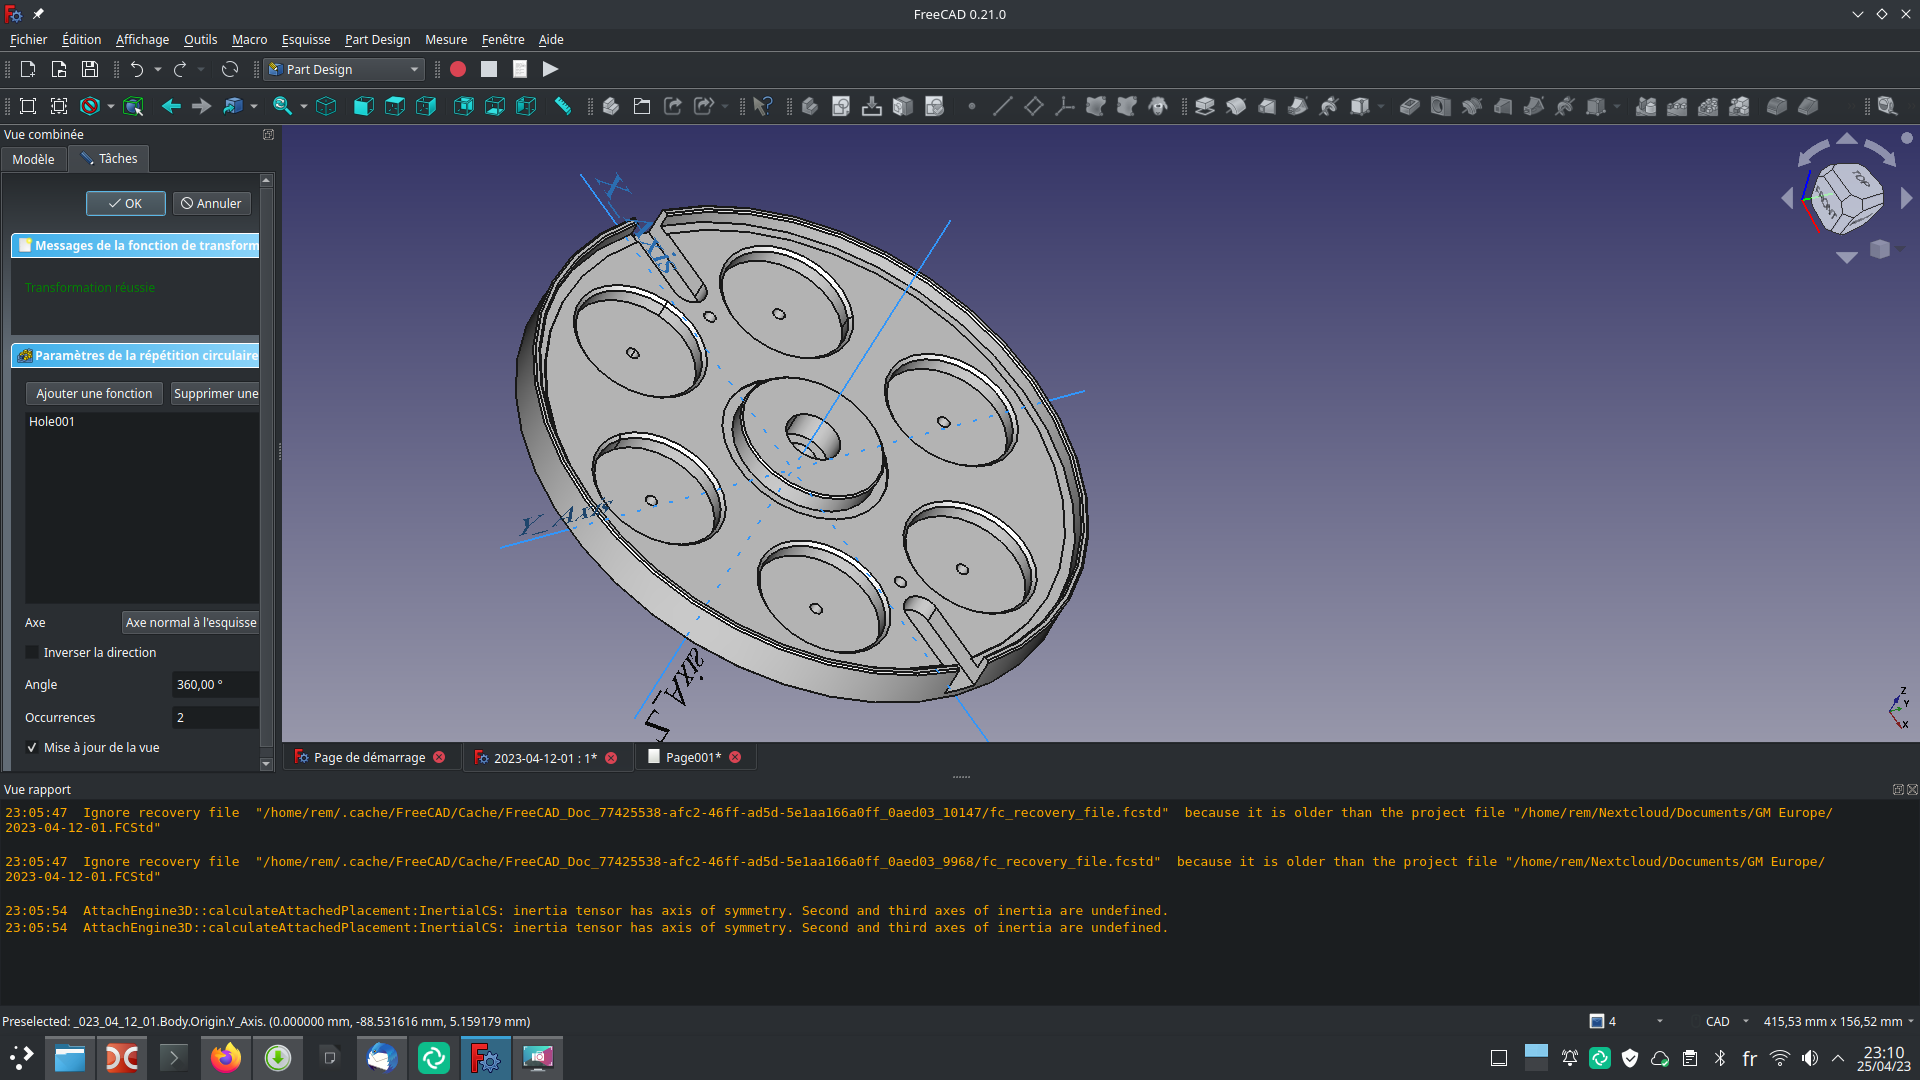 FreeCAD 0.21.0
Fichier Édition Affichage Outils Macro Esquisse Part Design Mesure Fenêtre Aide
Part Design
Vue combinée
Modèle Tâches
OK Annuler
Messages de la fonction de transform
Transformation réussie
Paramètres de la répétition circulaire
Ajouter une fonction Supprimer une
Hole001
Axe Axe normal à l'esquisse
Inverser la direction
Angle 360,00 °
Occurrences 2
Mise à jour de la vue
X_Axis
Y_Axis
Z_Axis
TOP
FRONT
Z
Y
X
Page de démarrage 2023-04-12-01 : 1* Page001*
Vue rapport
23:05:47 Ignore recovery file "/home/rem/.cache/FreeCAD/Cache/FreeCAD_Doc_77425538-afc2-46ff-ad5d-5e1aa166a0ff_0aed03_10147/fc_recovery_file.fcstd" because it is older than the project file "/home/rem/Nextcloud/Documents/GM Europe/
2023-04-12-01.FCStd"
23:05:47 Ignore recovery file "/home/rem/.cache/FreeCAD/Cache/FreeCAD_Doc_77425538-afc2-46ff-ad5d-5e1aa166a0ff_0aed03_9968/fc_recovery_file.fcstd" because it is older than the project file "/home/rem/Nextcloud/Documents/GM Europe/
2023-04-12-01.FCStd"
23:05:54 AttachEngine3D::calculateAttachedPlacement:InertialCS: inertia tensor has axis of symmetry. Second and third axes of inertia are undefined.
23:05:54 AttachEngine3D::calculateAttachedPlacement:InertialCS: inertia tensor has axis of symmetry. Second and third axes of inertia are undefined.
Preselected: _023_04_12_01.Body.Origin.Y_Axis. (0.000000 mm, -88.531616 mm, 5.159179 mm) 4 CAD 415,53 mm x 156,52 mm
fr 23:10
25/04/23